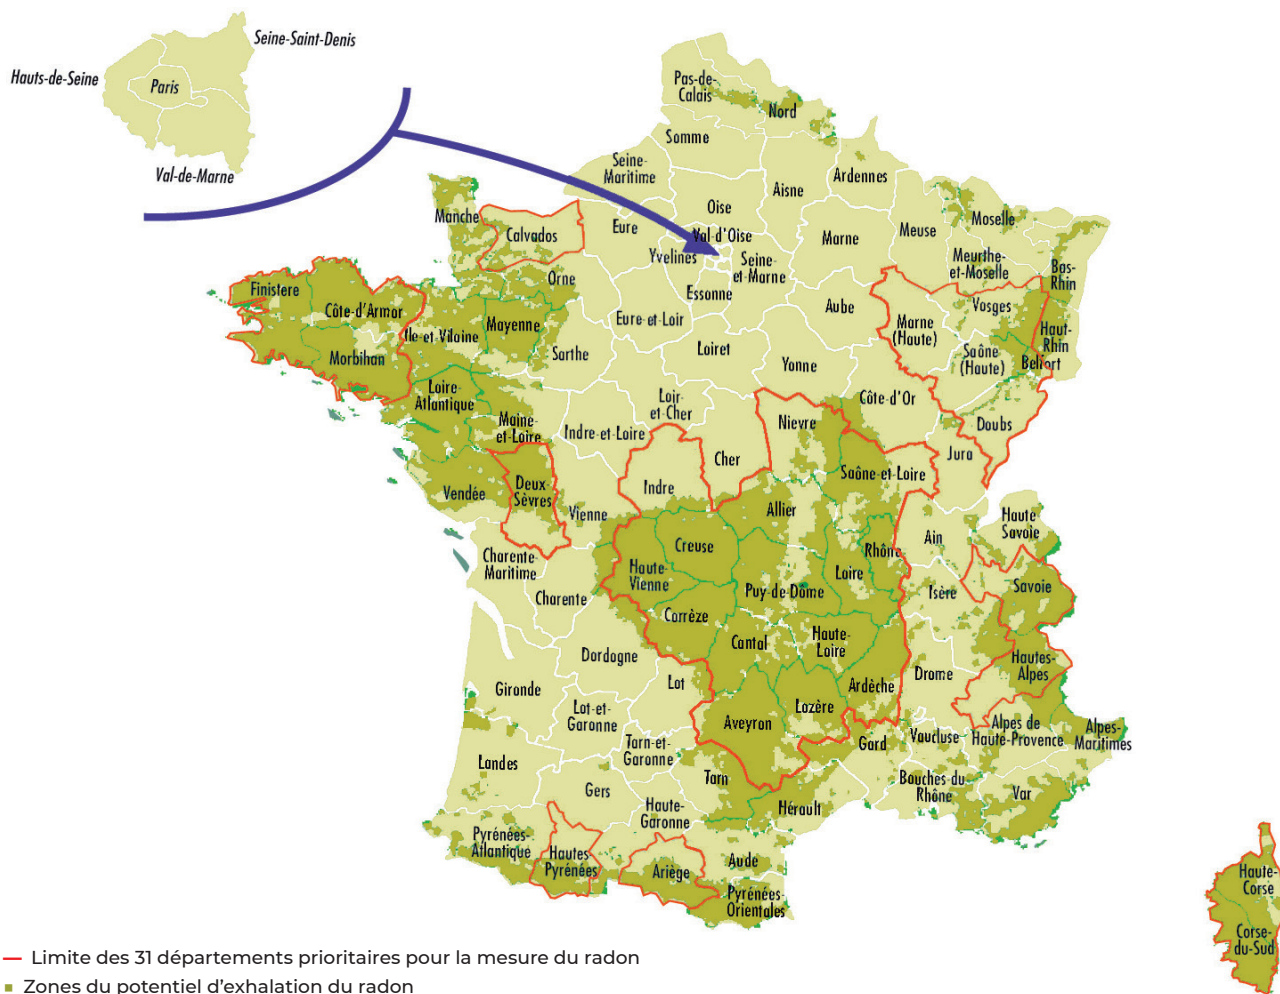 Seine-Saint-Denis
Hauts-de-Seine
Paris
Val-de-Marne
Pas-de-
Calais
Nord
Somme
Seine-
Maritime
Ardennes
Aisne
Oise
Manche
Calvados
Eure
Val d'Oise
Marne
Meuse
Moselle
Yvelines
Seine-
et-Marne
Meurthe-
et-Moselle
Bas-
Rhin
Orne
Essonne
Finistere
Côte-d'Armor
Ile-et-Vilaine
Mayenne
Eure-et-Loir
Aube
Marne
(Haute)
Vosges
Haut-
Rhin
Morbihan
Sarthe
Loiret
Yonne
Saône
(Haute)
Belfort
Loire-
Atlantique
Maine-
et-Loire
Loir-
et-Cher
Côte-d'Or
Indre-et-Loire
Nievre
Doubs
Cher
Jura
Vendée
Deux-
Sèvres
Indre
Saône-et-Loire
Vienne
Allier
Haute
Savoie
Ain
Creuse
Rhône
Charente-
Maritime
Haute-
Vienne
Loire
Puy-de-Dôme
Isère
Savoie
Charente
Corrèze
Cantal
Haute-
Loire
Dordogne
Hautes-
Alpes
Gironde
Lot
Ardèche
Drome
Lot-et-
Garonne
Aveyron
Lozère
Alpes de
Haute-Provence
Alpes-
Maritimes
Tarn-et-
Garonne
Gard
Vaucluse
Landes
Tarn
Bouches-du
Rhône
Var
Gers
Haute-
Garonne
Hérault
Pyrénées-
Atlantique
Hautes-
Pyrénées
Ariège
Aude
Pyrénées-
Orientales
Haute-
Corse
Corse-
du-Sud
Limite des 31 départements prioritaires pour la mesure du radon
Zones du potentiel d'exhalation du radon